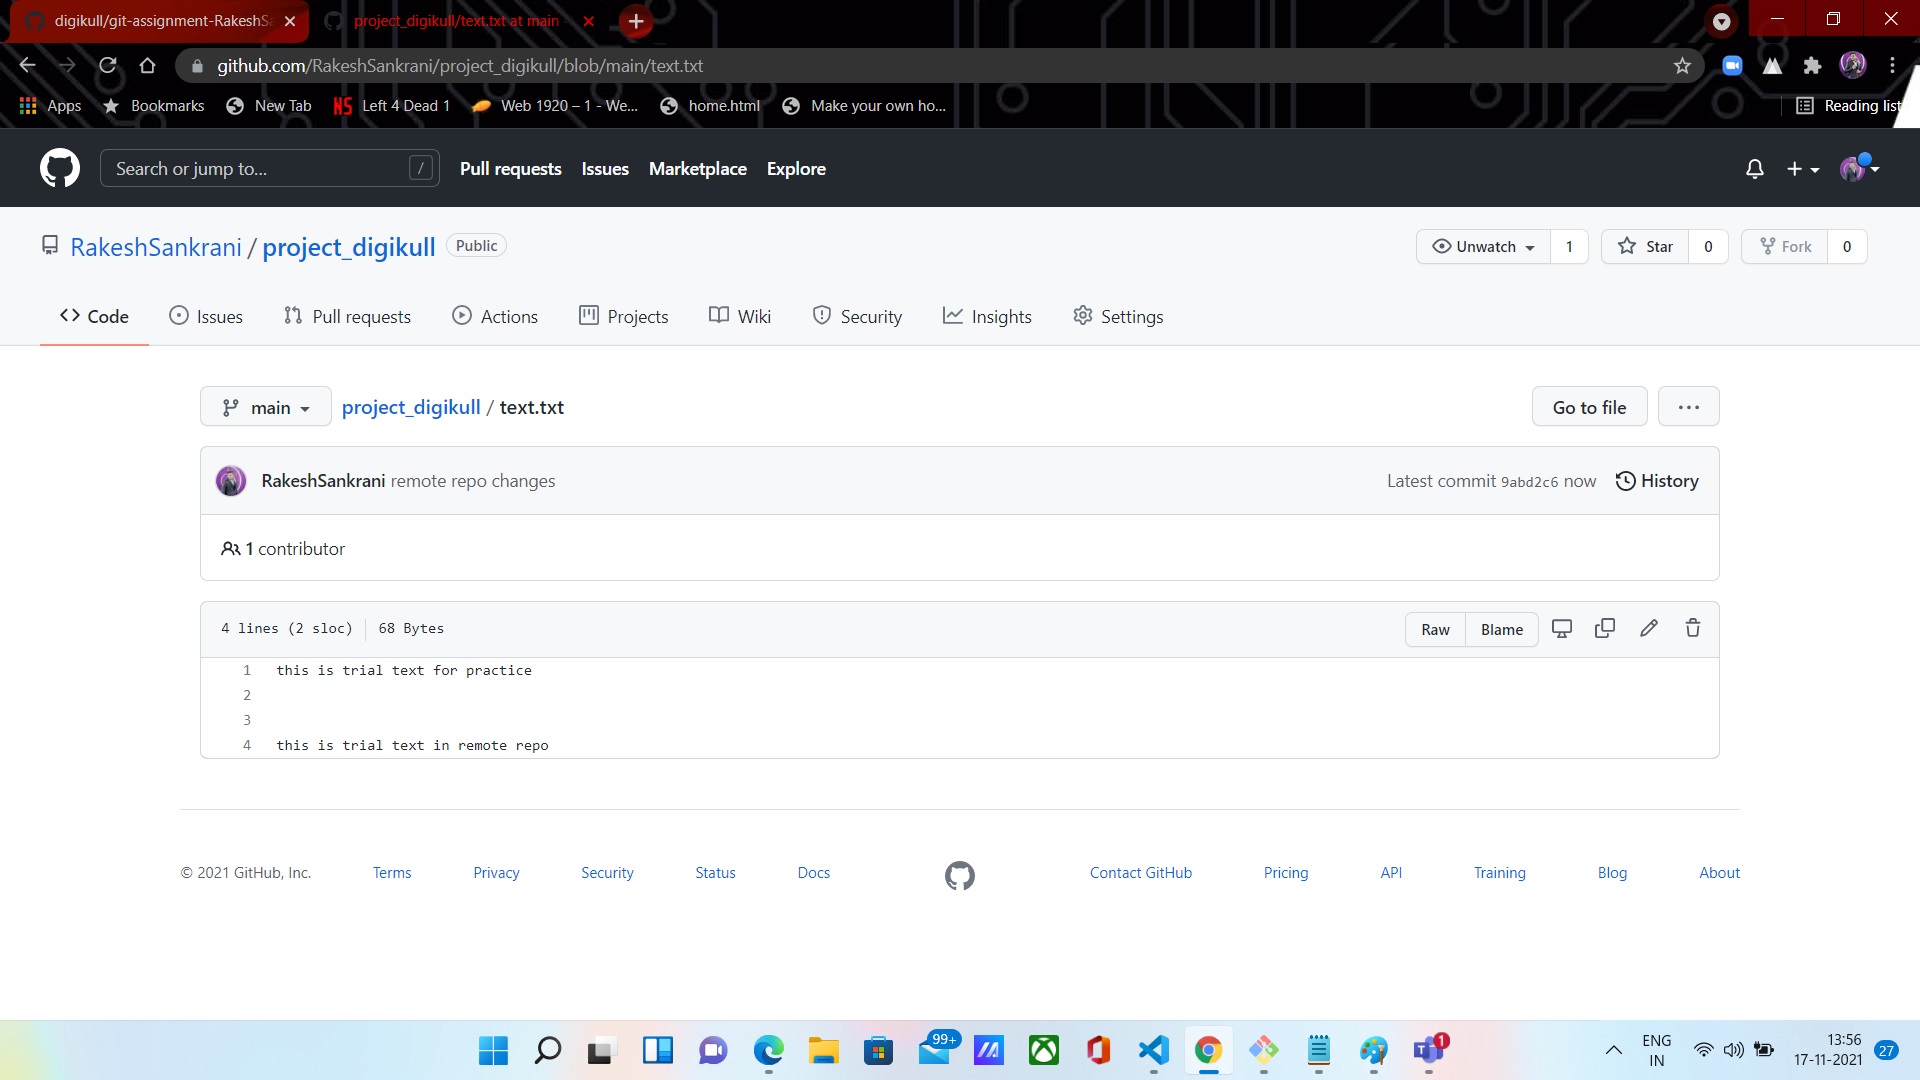 digikull/git-assignment-RakeshSa
project_digikull/text.txt at main
github.com/RakeshSankrani/project_digikull/blob/main/text.txt
Apps Bookmarks New Tab NS Left 4 Dead 1 Web 1920 – 1 - We... home.html Make your own ho... Reading list
Search or jump to... / Pull requests Issues Marketplace Explore
RakeshSankrani / project_digikull Public Unwatch 1 Star 0 Fork 0
Code Issues Pull requests Actions Projects Wiki Security Insights Settings
main project_digikull / text.txt Go to file ...
RakeshSankrani remote repo changes Latest commit 9abd2c6 now History
1 contributor
4 lines (2 sloc) 68 Bytes Raw Blame
1 this is trial text for practice
2
3
4 this is trial text in remote repo
© 2021 GitHub, Inc. Terms Privacy Security Status Docs Contact GitHub Pricing API Training Blog About
99+ 1 ENG 13:56
IN 17-11-2021 27